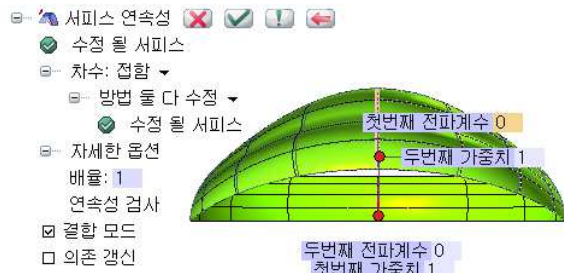 서피스 연속성
수정 될 서피스
차수: 접함
방법 둘 다 수정
수정 될 서피스
자세한 옵션
배율: 1
연속성 검사
결합 모드
의존 갱신
첫번째 전파계수 0
두번째 가중치 1
두번째 전파계수 0
첫번째 가중치 1